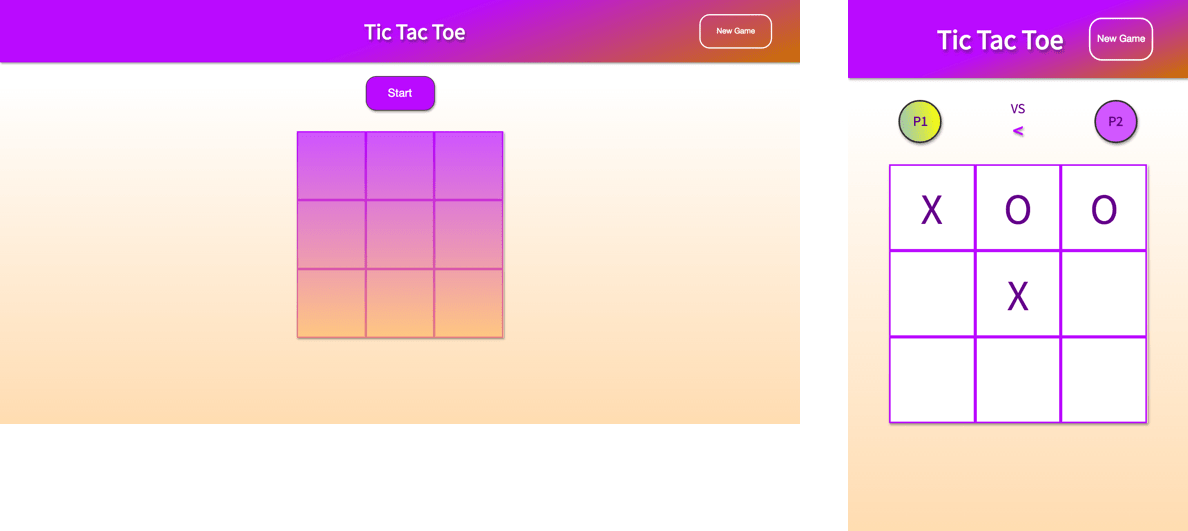 Tic Tac Toe
New Game
Start
Tic Tac Toe
New Game
P1
VS
P2
<
X O O
X